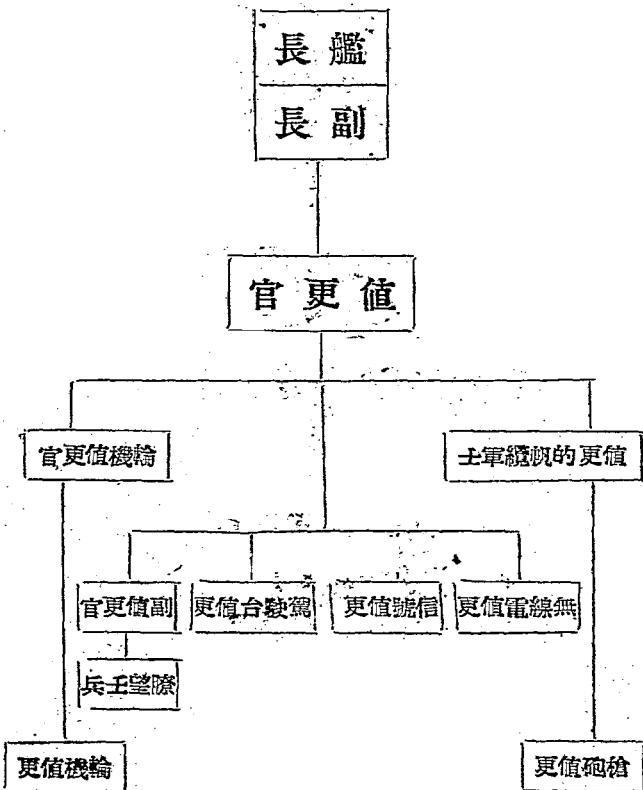 艦長
副長
值更官
值更的帆纜軍士
輪機值更官
無線電值更
信號值更
駕駛台值更
副值更官
瞭望士兵
槍砲值更
輪機值更